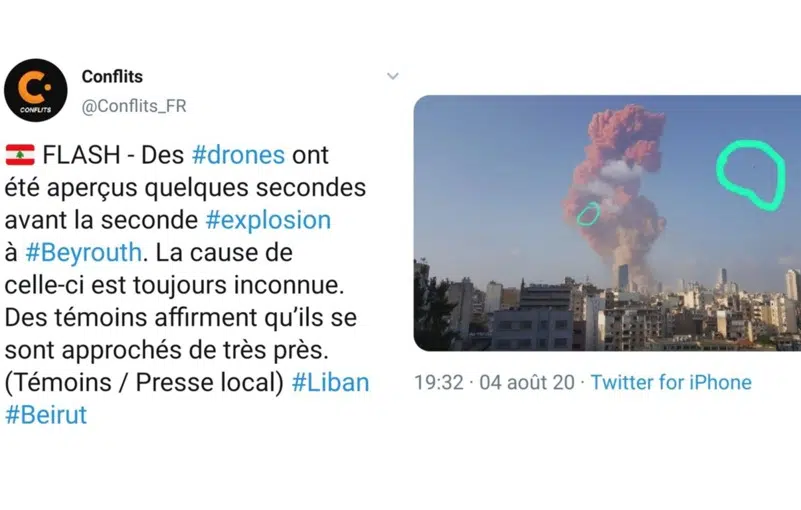 Conflits
@Conflits_FR
CONFLITS
🇱🇧 FLASH - Des #drones ont
été aperçus quelques secondes
avant la seconde #explosion
à #Beyrouth. La cause de
celle-ci est toujours inconnue.
Des témoins affirment qu’ils se
sont approchés de très près.
(Témoins / Presse local) #Liban
#Beirut
19:32 · 04 août 20 · Twitter for iPhone